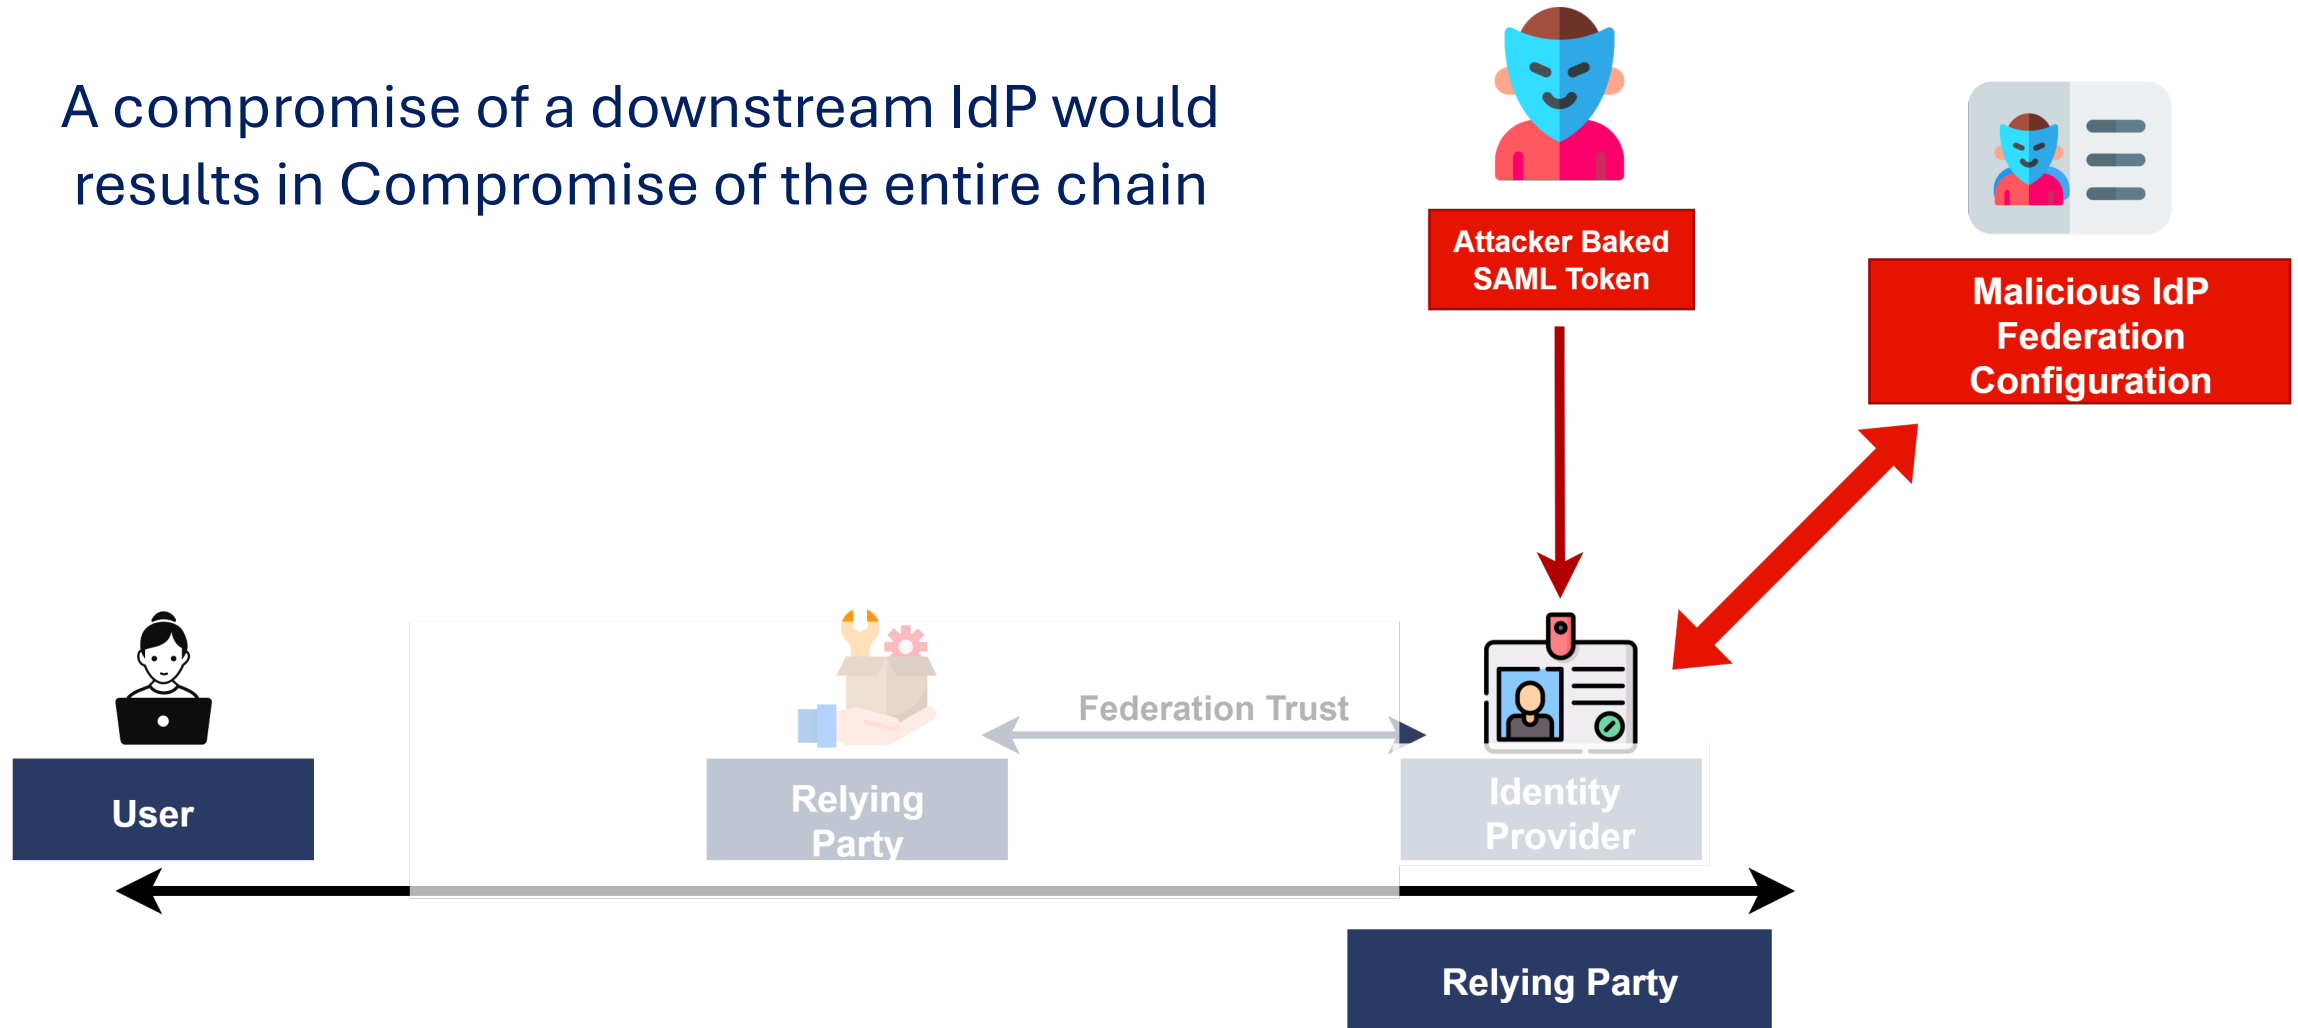 A compromise of a downstream IdP would
results in Compromise of the entire chain
Attacker Baked
SAML Token
Malicious IdP
Federation
Configuration
Federation Trust
User
Relying
Party
Identity
Provider
Relying Party